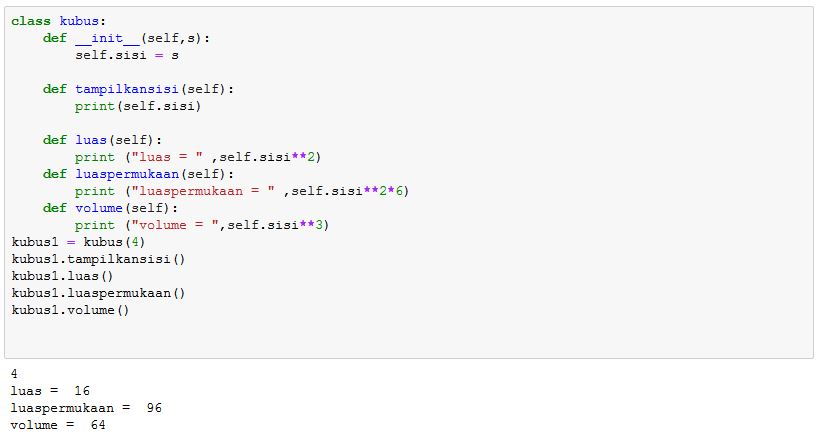 class kubus:
    def __init__(self,s):
        self.sisi = s
    def tampilkansisi(self):
        print(self.sisi)
    def luas(self):
        print ("luas = " ,self.sisi**2)
    def luaspermukaan(self):
        print ("luaspermukaan = " ,self.sisi**2*6)
    def volume(self):
        print ("volume = ",self.sisi**3)
kubus1 = kubus(4)
kubus1.tampilkansisi()
kubus1.luas()
kubus1.luaspermukaan()
kubus1.volume()
4
luas =  16
luaspermukaan =  96
volume =  64